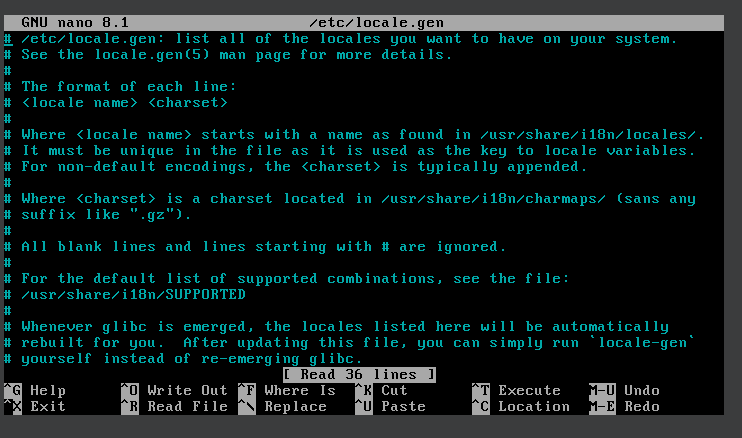 GNU nano 8.1 /etc/locale.gen
# /etc/locale.gen: list all of the locales you want to have on your system.
# See the locale.gen(5) man page for more details.
#
# The format of each line:
# <locale name> <charset>
#
# Where <locale name> starts with a name as found in /usr/share/i18n/locales/.
# It must be unique in the file as it is used as the key to locale variables.
# For non-default encodings, the <charset> is typically appended.
#
# Where <charset> is a charset located in /usr/share/i18n/charmaps/ (sans any
# suffix like ".gz").
#
# All blank lines and lines starting with # are ignored.
#
# For the default list of supported combinations, see the file:
# /usr/share/i18n/SUPPORTED
#
# Whenever glibc is emerged, the locales listed here will be automatically
# rebuilt for you.  After updating this file, you can simply run `locale-gen`
# yourself instead of re-emerging glibc.
[ Read 36 lines ]
^G Help ^O Write Out ^F Where Is ^K Cut ^T Execute M-U Undo
^X Exit ^R Read File ^\ Replace ^U Paste ^C Location M-E Redo